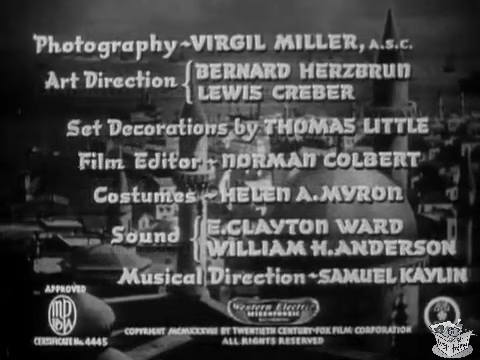 Photography ~ VIRGIL MILLER, A.S.C.
Art Direction { BERNARD HERZBRUN
LEWIS CREBER
Set Decorations by THOMAS LITTLE
Film Editor ~ NORMAN COLBERT
Costumes ~ HELEN A. MYRON
Sound { E. CLAYTON WARD
WILLIAM H. ANDERSON
Musical Direction ~ SAMUEL KAYLIN
APPROVED
CERTIFICATE No. 4445
Western Electric
MIROPHONIC
RECORDING
COPYRIGHT MCMXXXVIII BY TWENTIETH CENTURY-FOX FILM CORPORATION
ALL RIGHTS RESERVED